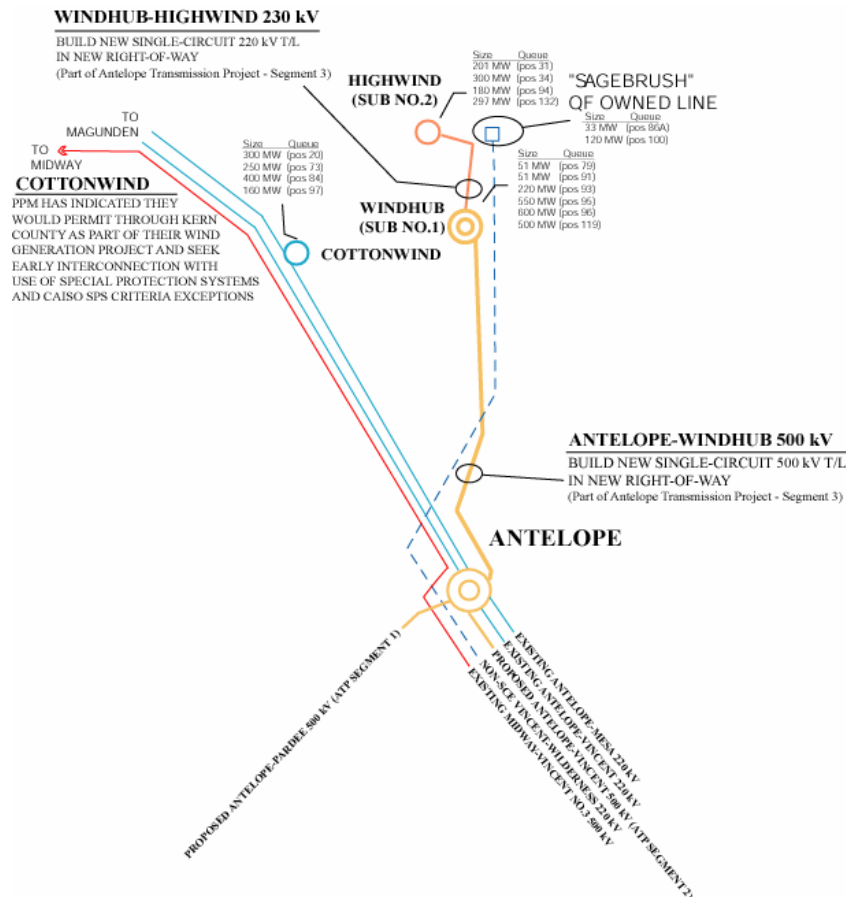 WINDHUB-HIGHWIND 230 kV
BUILD NEW SINGLE-CIRCUIT 220 kV T/L
IN NEW RIGHT-OF-WAY
(Part of Antelope Transmission Project - Segment 3)
HIGHWIND
(SUB NO.2)
Size Queue
201 MW (pos 31)
300 MW (pos 34)
180 MW (pos 94)
297 MW (pos 132)
"SAGEBRUSH"
QF OWNED LINE
Size Queue
33 MW (pos 86A)
120 MW (pos 100)
TO
MAGUNDEN
TO
MIDWAY
Size Queue
300 MW (pos 20)
250 MW (pos 73)
400 MW (pos 84)
160 MW (pos 97)
Size Queue
51 MW (pos 79)
51 MW (pos 91)
220 MW (pos 93)
550 MW (pos 95)
600 MW (pos 96)
500 MW (pos 119)
COTTONWIND
PPM HAS INDICATED THEY
WOULD PERMIT THROUGH KERN
COUNTY AS PART OF THEIR WIND
GENERATION PROJECT AND SEEK
EARLY INTERCONNECTION WITH
USE OF SPECIAL PROTECTION SYSTEMS
AND CAISO SPS CRITERIA EXCEPTIONS
WINDHUB
(SUB NO.1)
COTTONWIND
ANTELOPE-WINDHUB 500 kV
BUILD NEW SINGLE-CIRCUIT 500 kV T/L
IN NEW RIGHT-OF-WAY
(Part of Antelope Transmission Project - Segment 3)
ANTELOPE
PROPOSED ANTELOPE-PARDEE 500 kV (ATP SEGMENT 1)
EXISTING ANTELOPE-MESA 220 kV
EXISTING ANTELOPE-VINCENT 220 kV
PROPOSED ANTELOPE-VINCENT 500 kV (ATP SEGMENT 2)
NON-SCE VINCENT-WILDERNESS 220 kV
EXISTING MIDWAY-VINCENT NO.3 500 kV